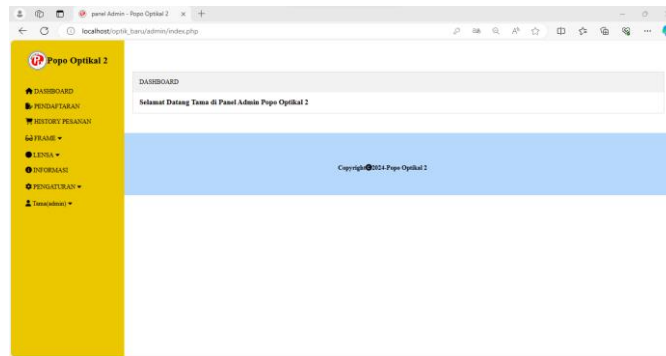 panel Admin - Popo Optikal 2
localhost/optik_baru/admin/index.php
Popo Optikal 2
DASHBOARD
PENDAFTARAN
HISTORY PESANAN
FRAME
LENSA
INFORMASI
PENGATURAN
Tama(admin)
DASHBOARD
Selamat Datang Tama di Panel Admin Popo Optikal 2
Copyright©2024-Popo Optikal 2